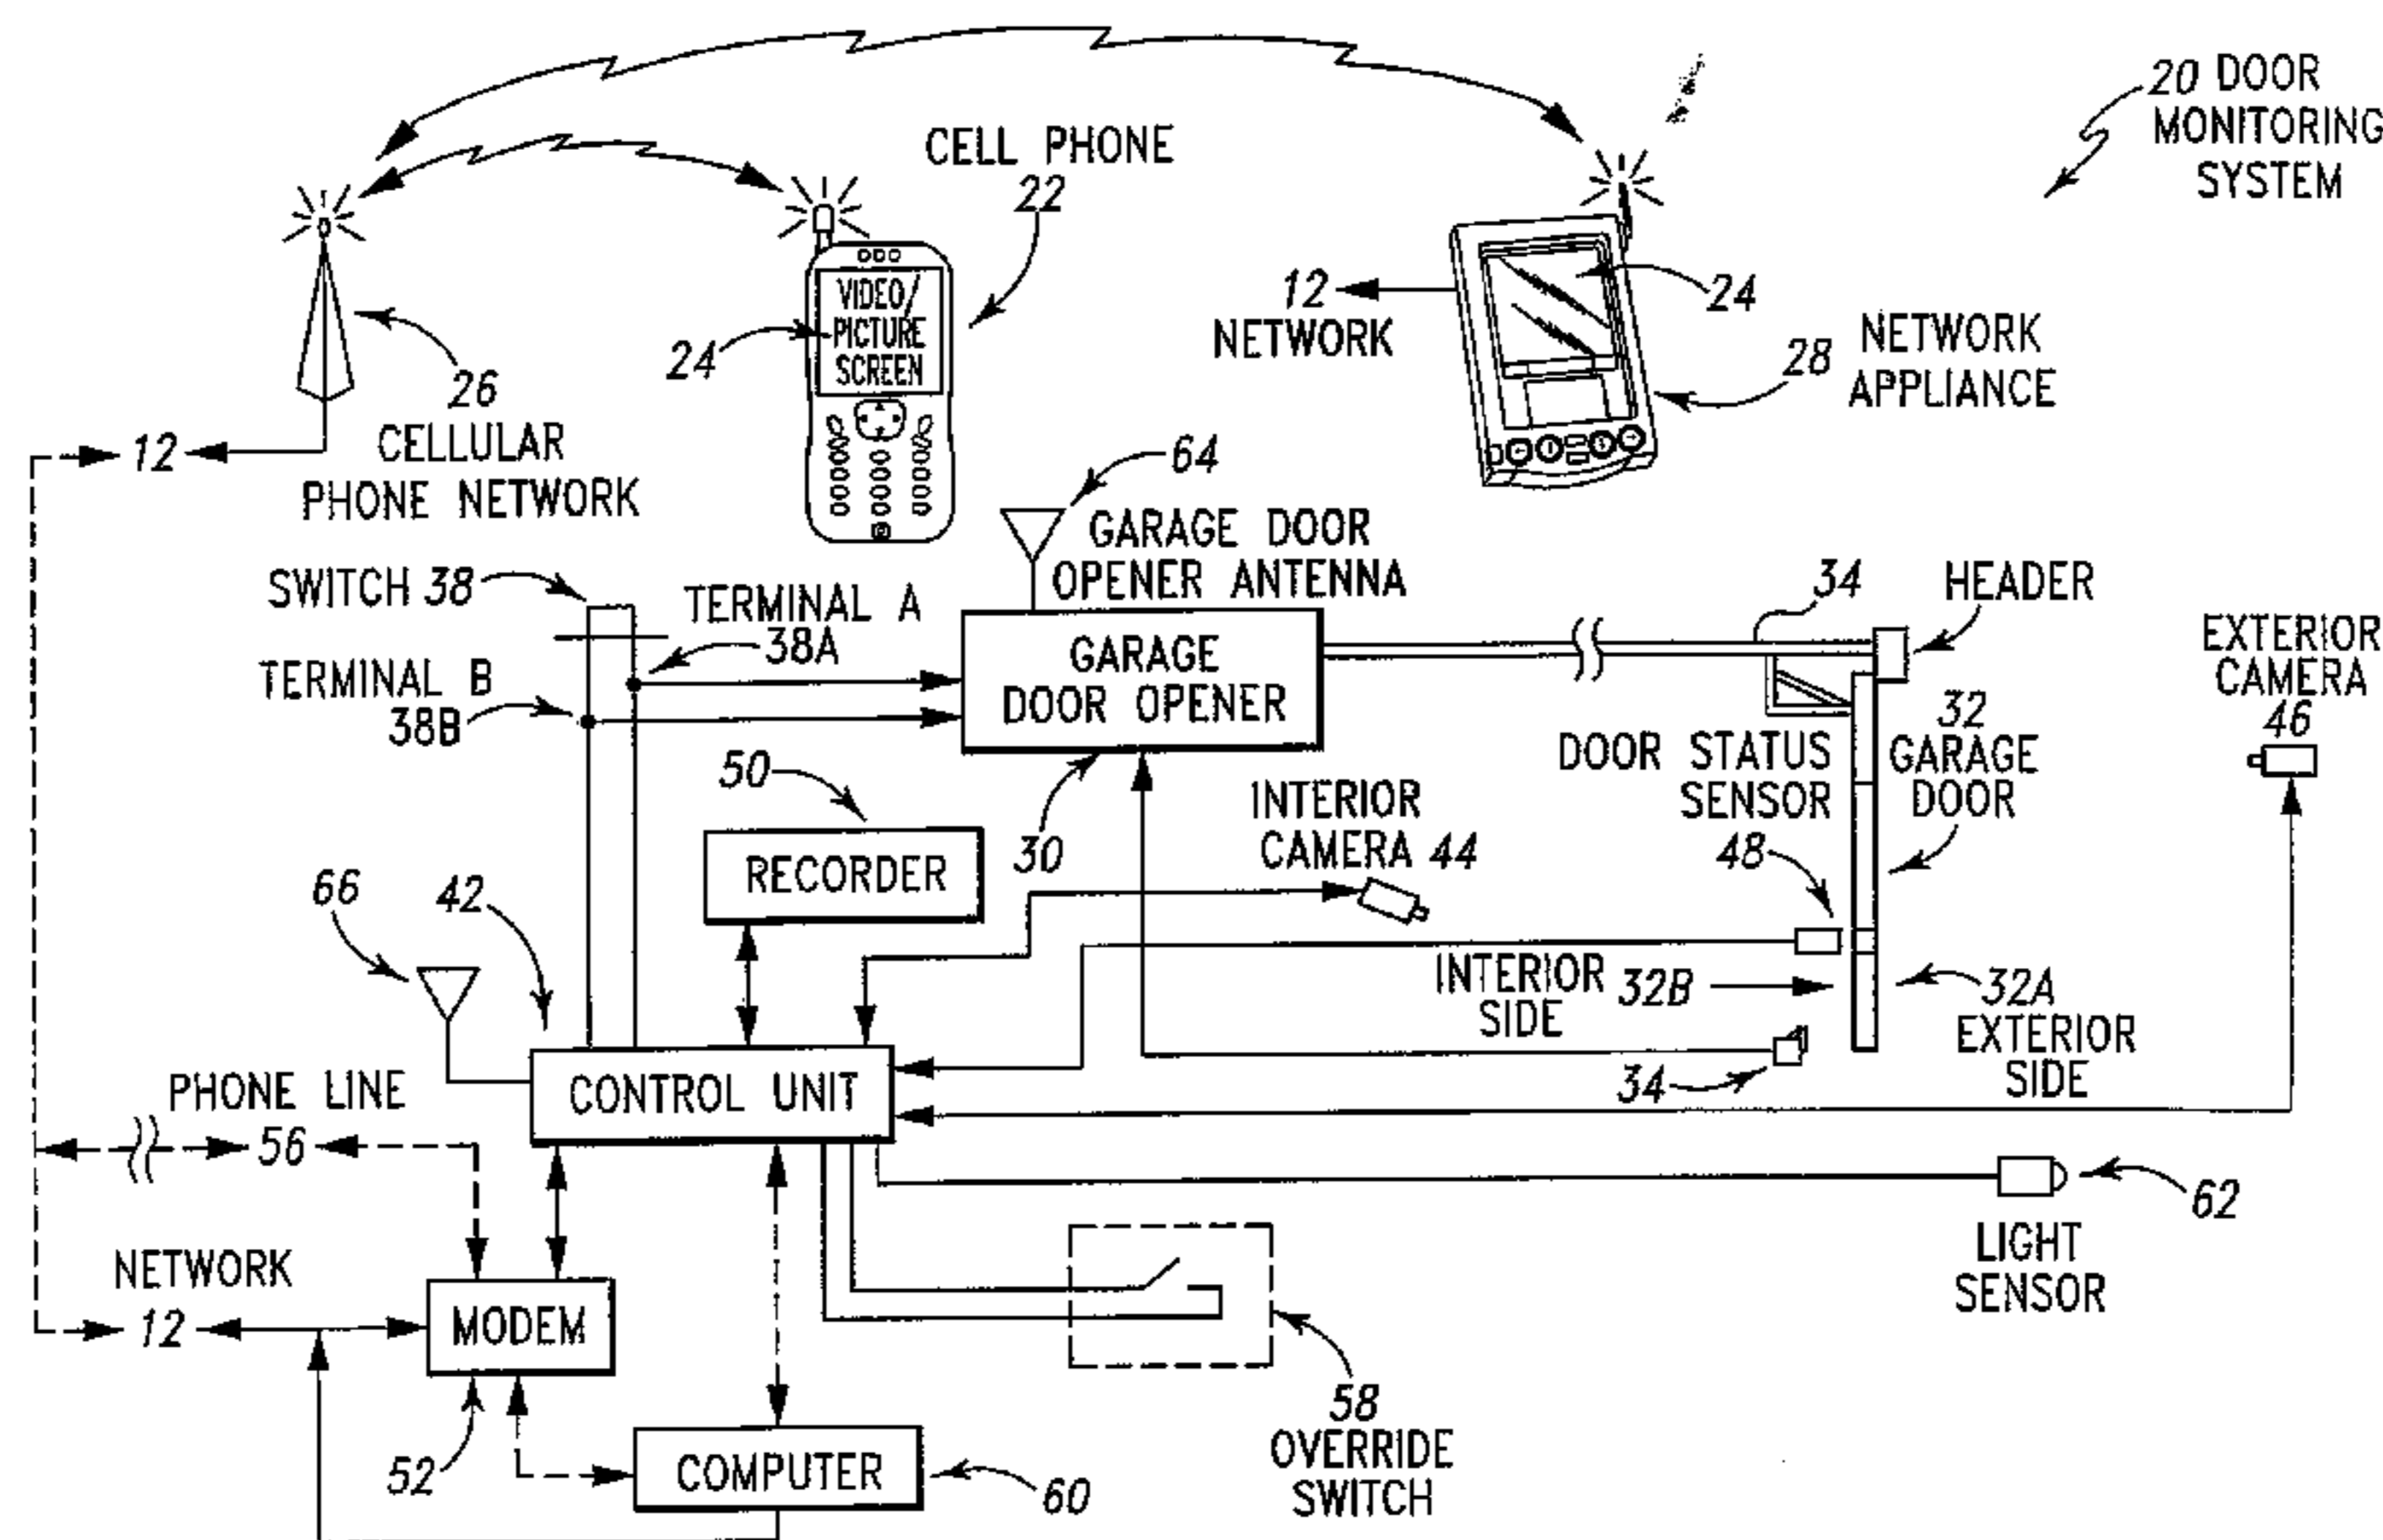 20 DOOR
MONITORING
SYSTEM
CELL PHONE
22
VIDEO/
PICTURE
SCREEN
24
12
NETWORK
24
28
NETWORK
APPLIANCE
26
CELLULAR
PHONE NETWORK
12
64
GARAGE DOOR
OPENER ANTENNA
SWITCH 38
TERMINAL A
38A
TERMINAL B
38B
GARAGE
DOOR OPENER
30
34
HEADER
EXTERIOR
CAMERA
46
32
GARAGE
DOOR
DOOR STATUS
SENSOR
48
50
RECORDER
INTERIOR
CAMERA 44
66
42
INTERIOR
SIDE
32B
32A
EXTERIOR
SIDE
34
CONTROL UNIT
PHONE LINE
56
62
LIGHT
SENSOR
NETWORK
12
MODEM
52
COMPUTER
60
58
OVERRIDE
SWITCH